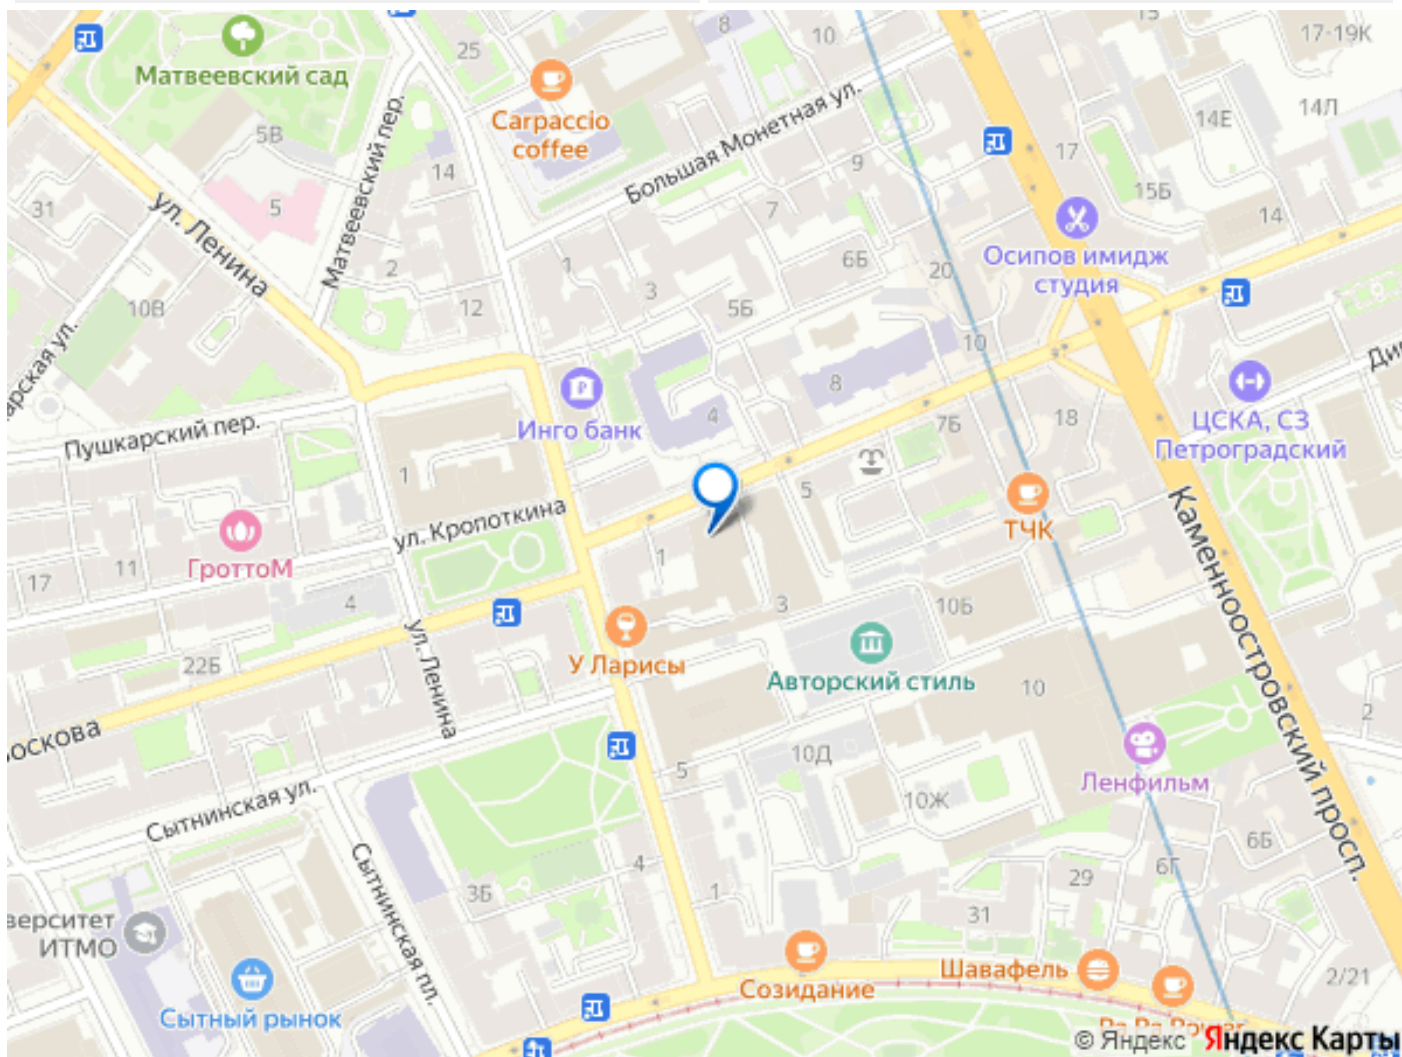 8
10
15
17-19К
25
Матвеевский сад
Carpaccio
coffee
14Л
14Е
5В
Большая Монетная ул.
17
9
14
Матвеевский пер.
15Б
5
31
ул. Ленина
7
14
Осипов имидж
студия
6Б
2
1
20
3
10В
12
5Б
10
8
ЦСКА, СЗ
Петроградский
Инго банк
4
18
7Б
Пушкарский пер.
1
5
ул. Кропоткина
ТЧК
Каменноостровский просп.
1
ГроттоМ
11
17
4
3
10Б
У Ларисы
22Б
ул. Ленина
Авторский стиль
10
2
10Д
5
Ленфильм
Сытнинская ул.
10Ж
6Б
4
6Г
29
Сытнинская пл.
3Б
1
31
ИТМО
Шавафель
2/21
Созидание
Сытный рынок
© Яндекс Яндекс Карты